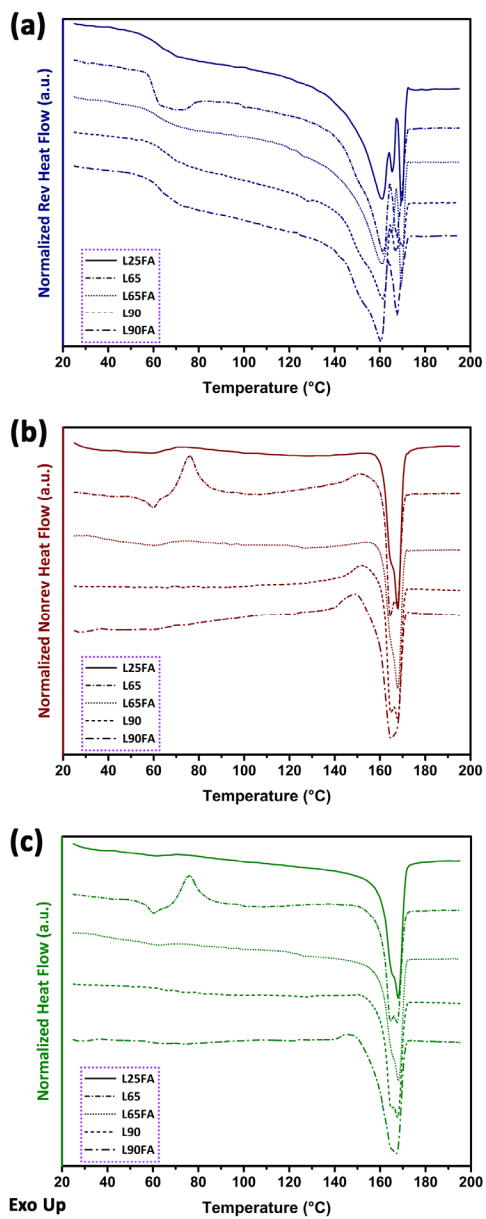 (a)
Normalized Rev Heat Flow (a.u.)
L25FA
L65
L65FA
L90
L90FA
20 40 60 80 100 120 140 160 180 200
Temperature (°C)
(b)
Normalized Nonrev Heat Flow (a.u.)
L25FA
L65
L65FA
L90
L90FA
20 40 60 80 100 120 140 160 180 200
Temperature (°C)
(c)
Normalized Heat Flow (a.u.)
L25FA
L65
L65FA
L90
L90FA
20 40 60 80 100 120 140 160 180 200
Temperature (°C)
Exo Up